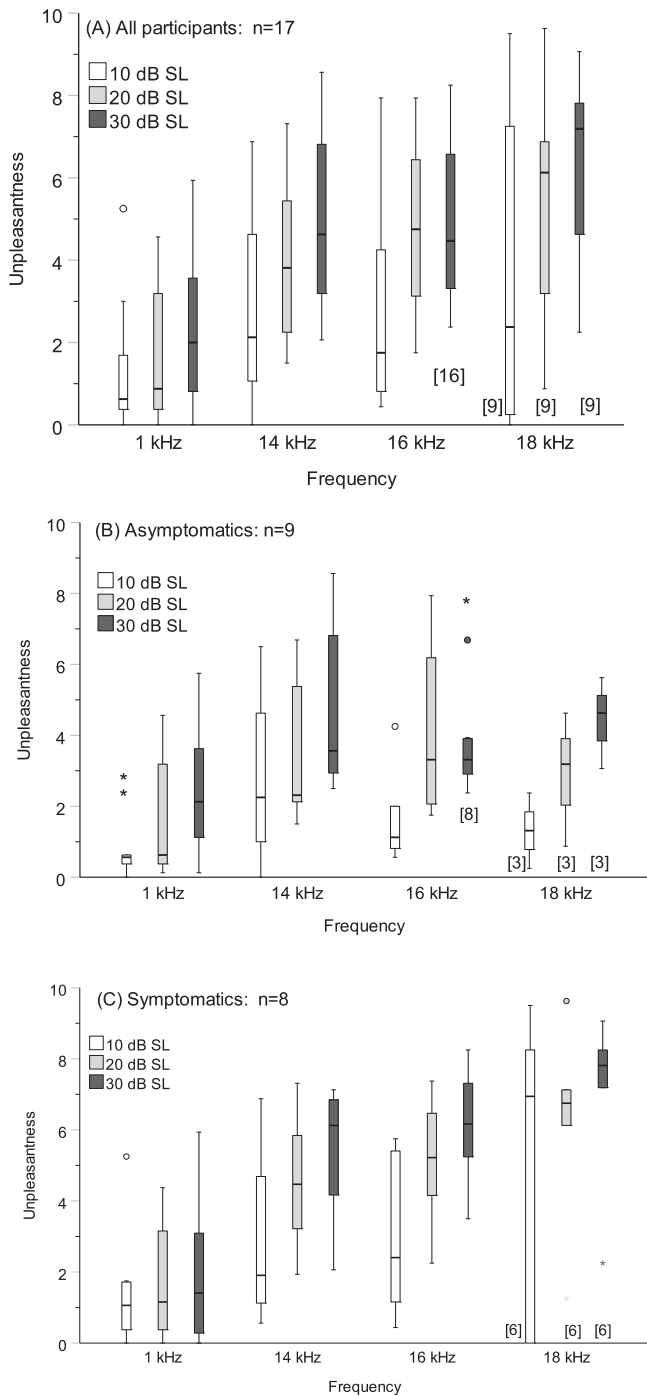 (A) All participants: n=17
10 dB SL
20 dB SL
30 dB SL
Unpleasantness
10
8
6
4
2
0
[16]
[9] [9] [9]
1 kHz 14 kHz 16 kHz 18 kHz
Frequency
(B) Asymptomatics: n=9
10 dB SL
20 dB SL
30 dB SL
Unpleasantness
10
8
6
4
2
0
* * *
[8]
[3] [3] [3]
1 kHz 14 kHz 16 kHz 18 kHz
Frequency
(C) Symptomatics: n=8
10 dB SL
20 dB SL
30 dB SL
Unpleasantness
10
8
6
4
2
0
* *
[6] [6] [6]
1 kHz 14 kHz 16 kHz 18 kHz
Frequency